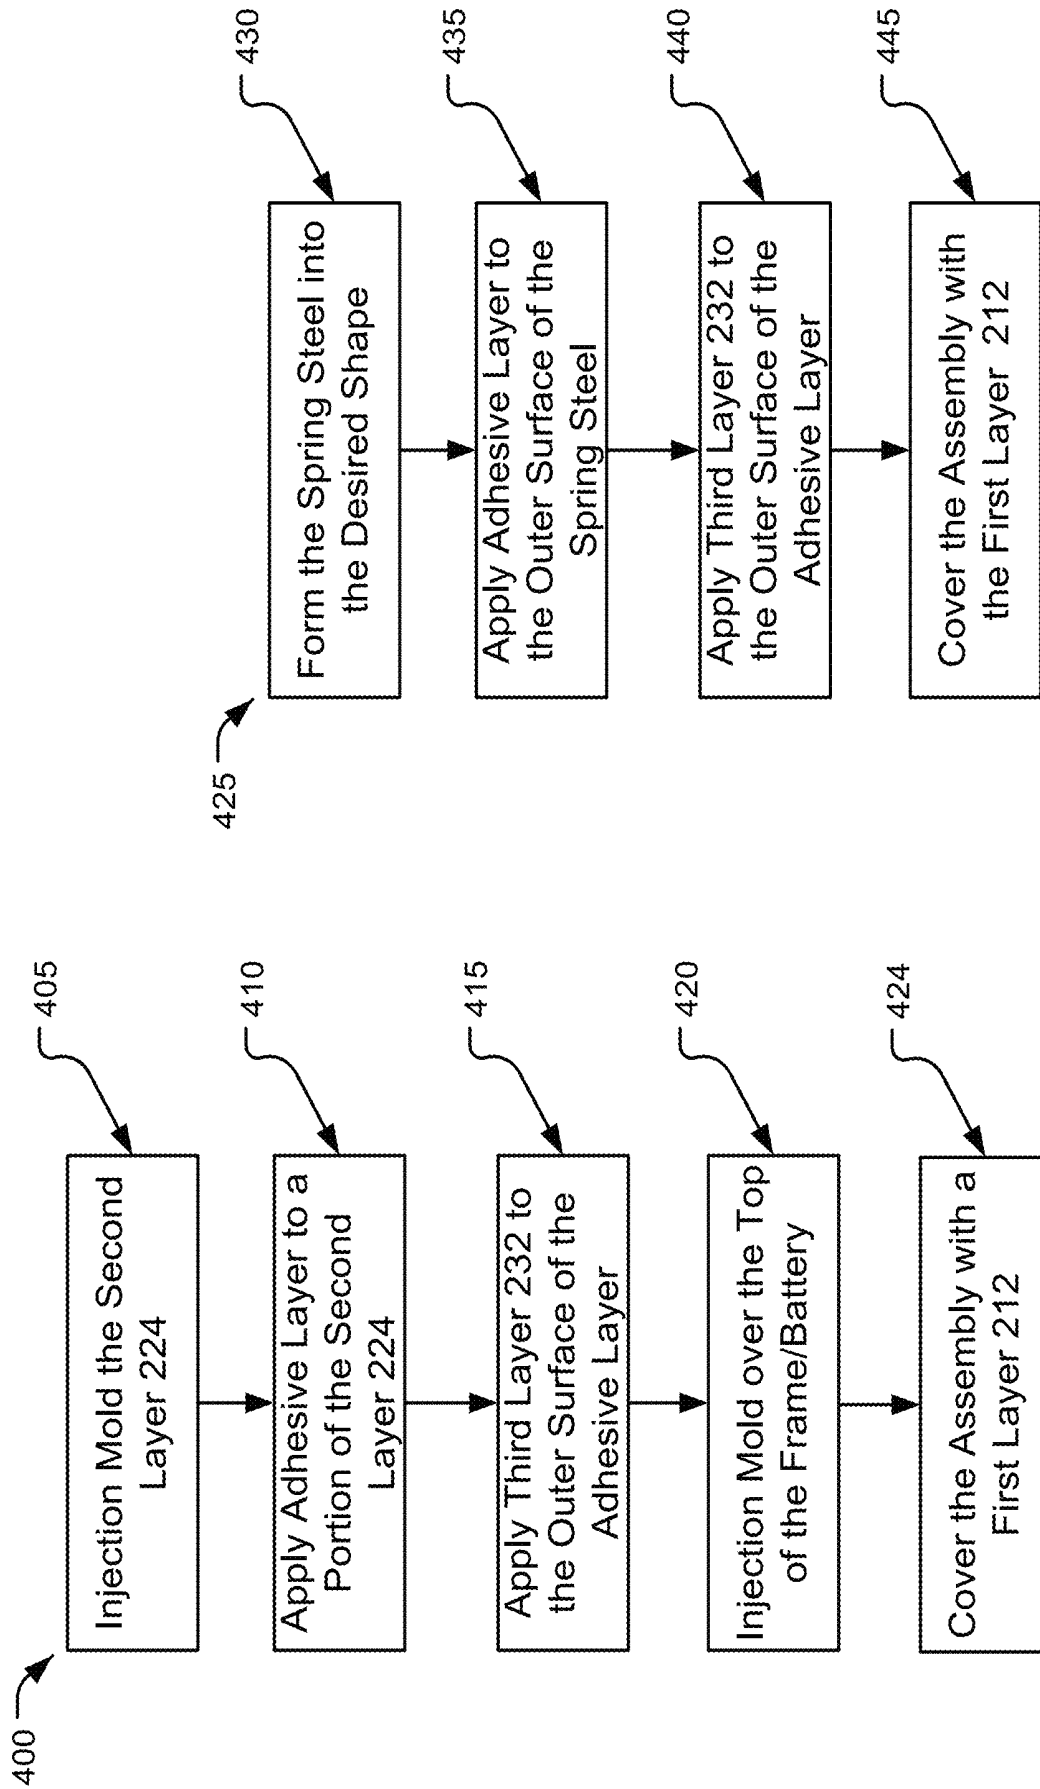 400
405
Injection Mold the Second
Layer 224
410
Apply Adhesive Layer to a
Portion of the Second
Layer 224
415
Apply Third Layer 232 to
the Outer Surface of the
Adhesive Layer
420
Injection Mold over the Top
of the Frame/Battery
424
Cover the Assembly with a
First Layer 212
425
430
Form the Spring Steel into
the Desired Shape
435
Apply Adhesive Layer to
the Outer Surface of the
Spring Steel
440
Apply Third Layer 232 to
the Outer Surface of the
Adhesive Layer
445
Cover the Assembly with
the First Layer 212